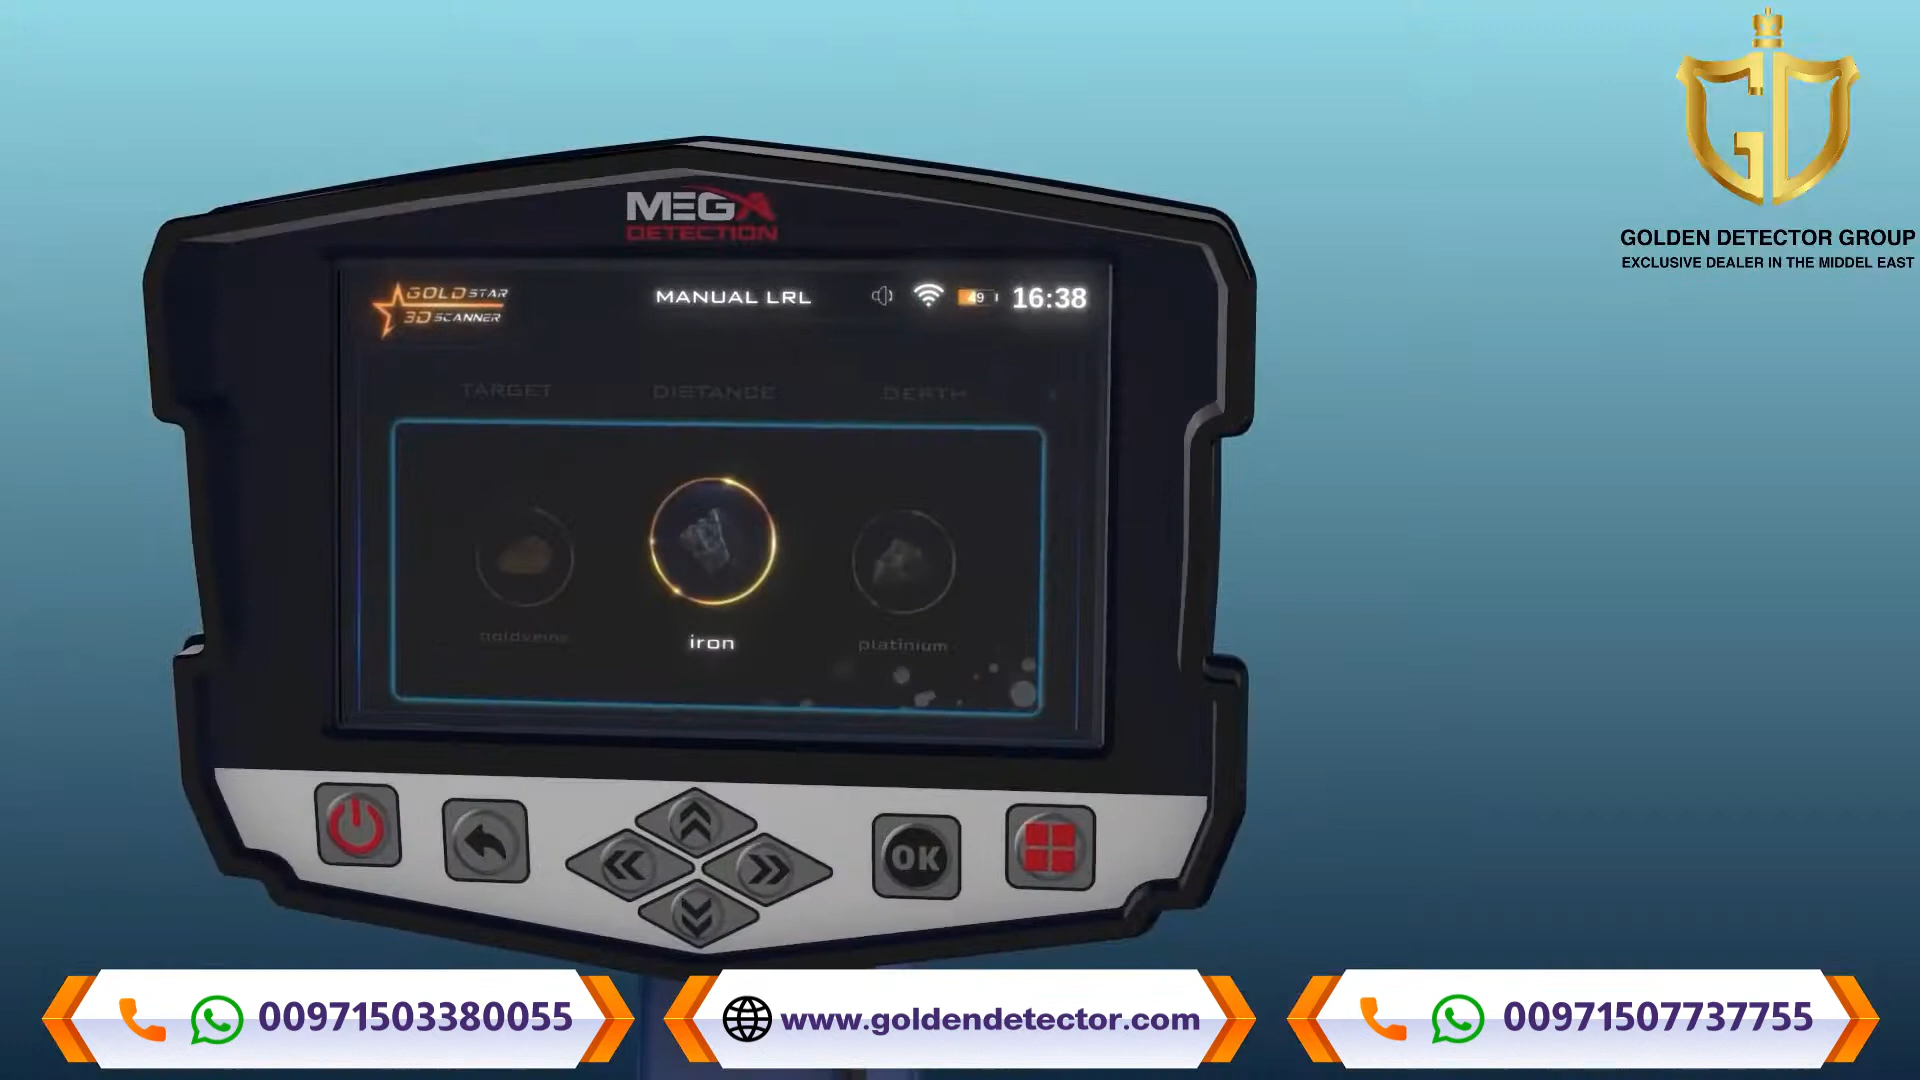 GOLDEN DETECTOR GROUP
EXCLUSIVE DEALER IN THE MIDDEL EAST
MEGA
DETECTION
GOLD STAR
3D SCANNER
MANUAL LRL
49
16:38
TARGET
DISTANCE
DEPTH
iron
platinium
OK
00971503380055
www.goldendetector.com
00971507737755